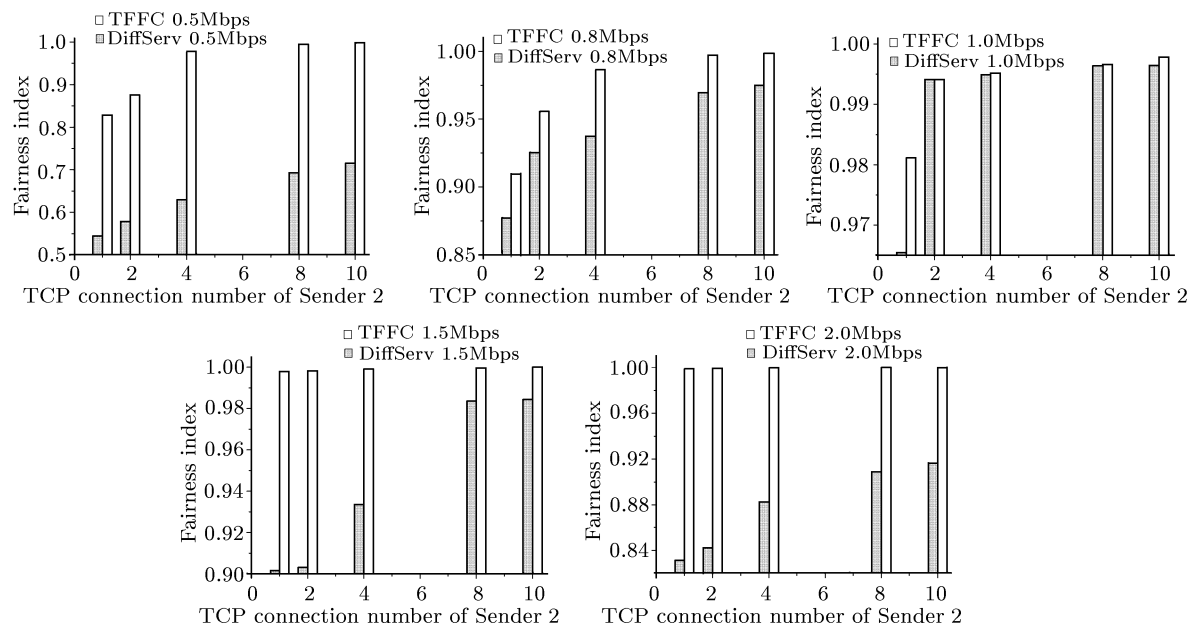 TFFC 0.5Mbps
DiffServ 0.5Mbps
Fairness index
1.0
0.9
0.8
0.7
0.6
0.5
0 2 4 6 8 10
TCP connection number of Sender 2
TFFC 0.8Mbps
DiffServ 0.8Mbps
Fairness index
1.00
0.95
0.90
0.85
0 2 4 6 8 10
TCP connection number of Sender 2
TFFC 1.0Mbps
DiffServ 1.0Mbps
Fairness index
1.00
0.99
0.98
0.97
0 2 4 6 8 10
TCP connection number of Sender 2
TFFC 1.5Mbps
DiffServ 1.5Mbps
Fairness index
1.00
0.98
0.96
0.94
0.92
0.90
0 2 4 6 8 10
TCP connection number of Sender 2
TFFC 2.0Mbps
DiffServ 2.0Mbps
Fairness index
1.00
0.96
0.92
0.88
0.84
0 2 4 6 8 10
TCP connection number of Sender 2